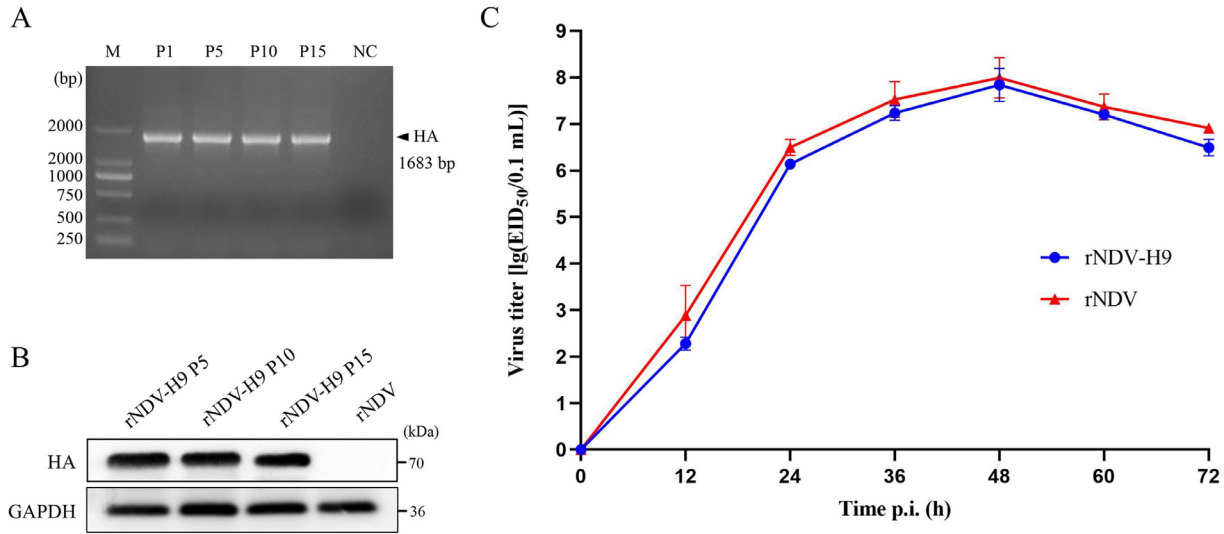 A
M P1 P5 P10 P15 NC
(bp)
2000
2000
1000
750
500
250
HA
1683 bp
B
rNDV-H9 P5
rNDV-H9 P10
rNDV-H9 P15
rNDV
(kDa)
HA
70
GAPDH
36
C
Virus titer [lg(EID50/0.1 mL)]
9
8
7
6
5
4
3
2
1
0
0 12 24 36 48 60 72
Time p.i. (h)
rNDV-H9
rNDV